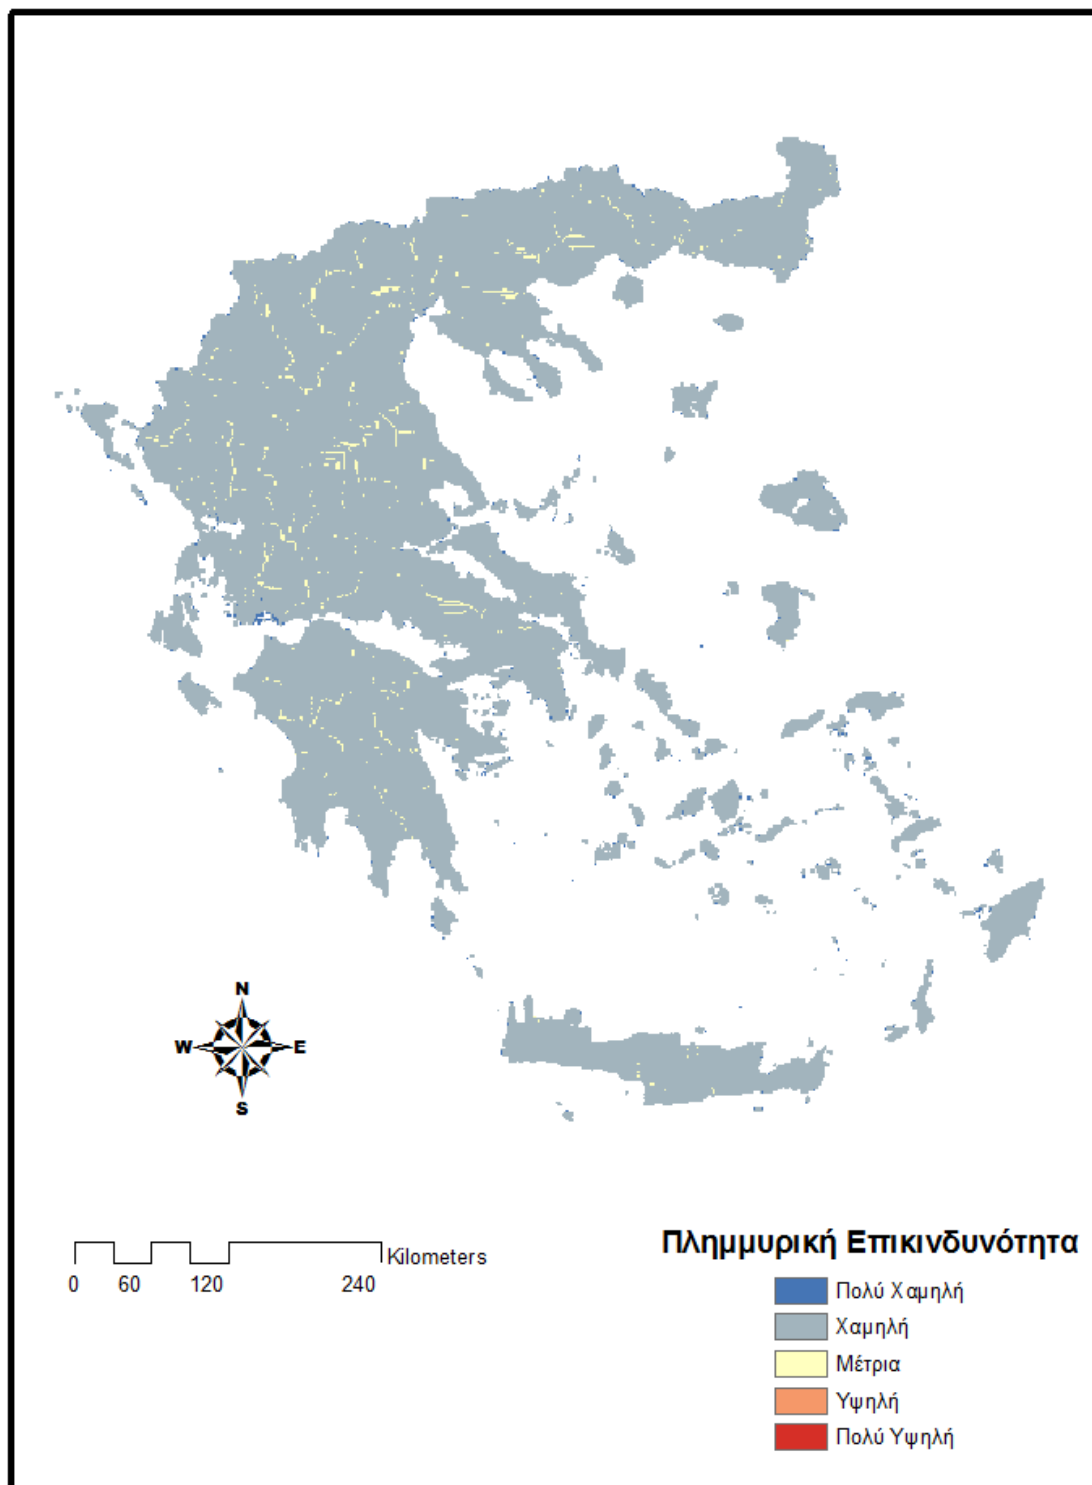 N
W E
S
Kilometers
0 60 120 240
Πλημμυρική Επικινδυνότητα
Πολύ Χαμηλή
Χαμηλή
Μέτρια
Υψηλή
Πολύ Υψηλή